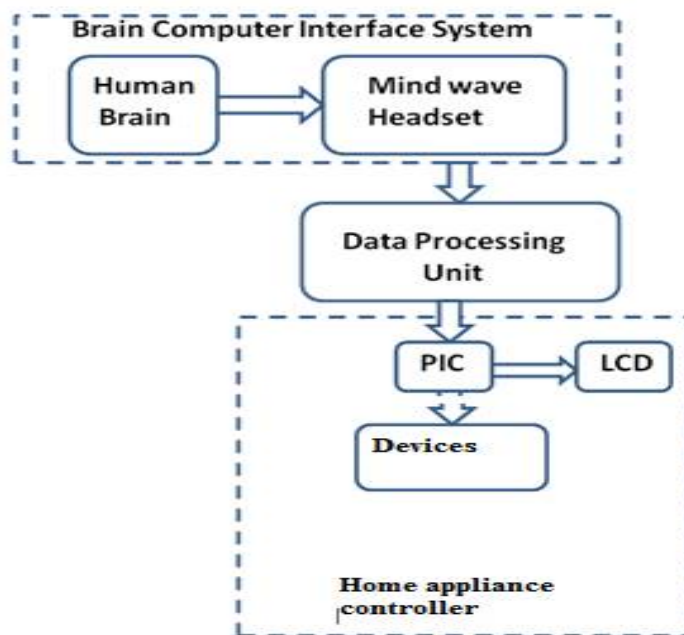 Brain Computer Interface System
Human
Brain
Mind wave
Headset
Data Processing
Unit
PIC
LCD
Devices
Home appliance
controller